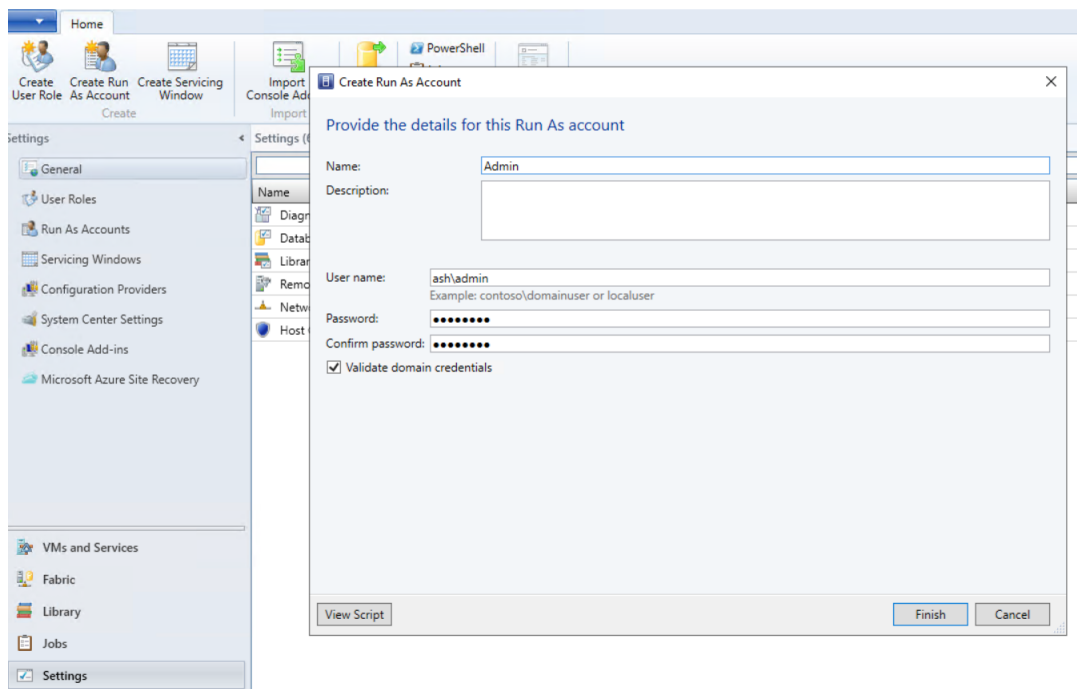 Home
Create User Role
Create Run As Account
Create Servicing Window
Create
Import
Console Ad
Import
PowerShell
Settings
Settings (
General
User Roles
Run As Accounts
Servicing Windows
Configuration Providers
System Center Settings
Console Add-ins
Microsoft Azure Site Recovery
Name
Diagr
Datab
Librar
Remo
Netw
Host
VMs and Services
Fabric
Library
Jobs
Settings
Create Run As Account
Provide the details for this Run As account
Name:
Admin
Description:
User name:
ash\admin
Example: contoso\domainuser or localuser
Password:
●●●●●●●●
Confirm password:
●●●●●●●●
Validate domain credentials
View Script
Finish
Cancel